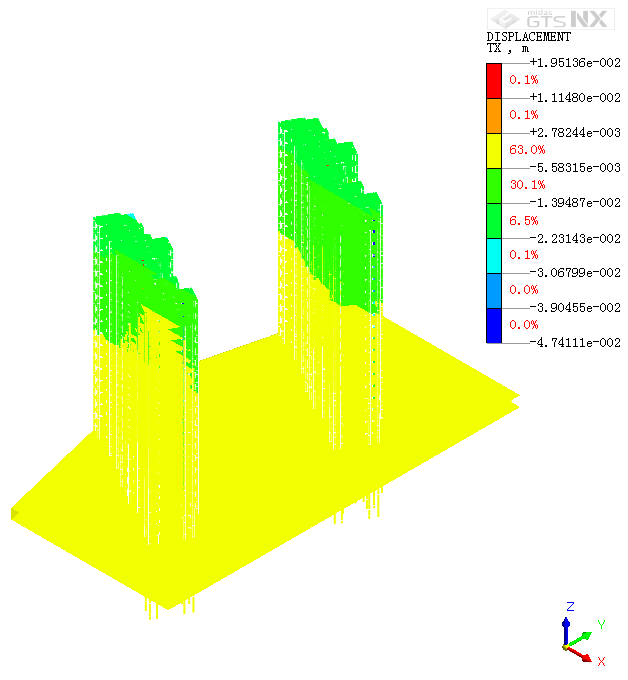 midas
GTS NX
DISPLACEMENT
TX , m
+1.95136e-002
0.1%
+1.11480e-002
0.1%
+2.78244e-003
63.0%
-5.58315e-003
30.1%
-1.39487e-002
6.5%
-2.23143e-002
0.1%
-3.06799e-002
0.0%
-3.90455e-002
0.0%
-4.74111e-002
Z
Y
X